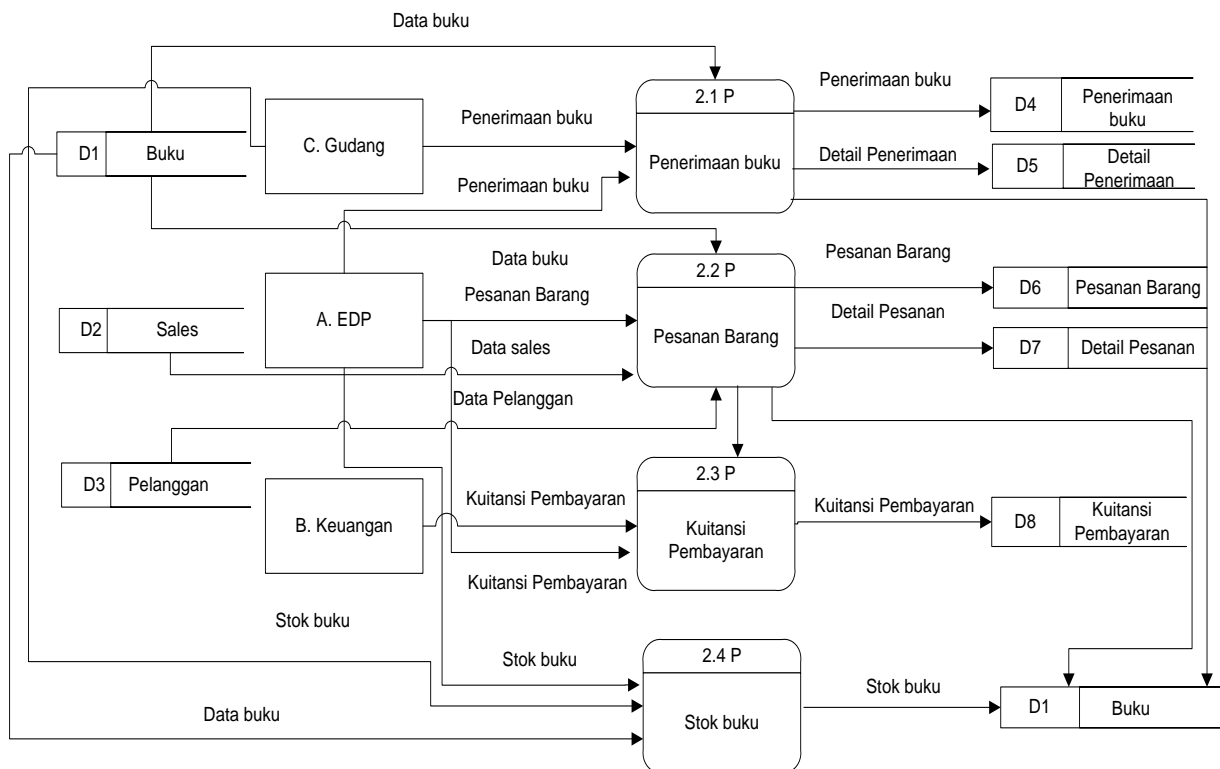 Data buku
2.1 P
Penerimaan buku
D4
Penerimaan
buku
Penerimaan buku
C. Gudang
D1
Buku
Penerimaan buku
Detail Penerimaan
D5
Detail
Penerimaan
Penerimaan buku
Data buku
2.2 P
Pesanan Barang
D6
Pesanan Barang
Pesanan Barang
A. EDP
D2
Sales
Pesanan Barang
Detail Pesanan
D7
Detail Pesanan
Data sales
Data Pelanggan
2.3 P
D3
Pelanggan
B. Keuangan
Kuitansi Pembayaran
Kuitansi
Pembayaran
Kuitansi Pembayaran
D8
Kuitansi
Pembayaran
Kuitansi Pembayaran
Stok buku
2.4 P
Stok buku
Stok buku
D1
Buku
Data buku
Stok buku